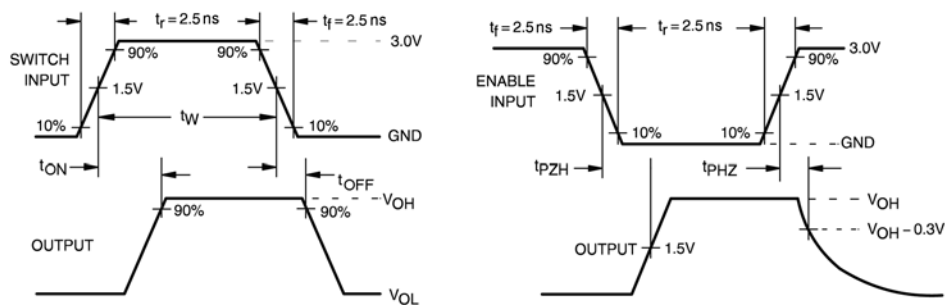 tr = 2.5 ns
tf = 2.5 ns
SWITCH
INPUT
90%
90%
3.0V
1.5V
1.5V
tW
10%
10%
GND
tON
tOFF
VOH
90%
90%
OUTPUT
VOL
tf = 2.5 ns
tr = 2.5 ns
3.0V
90%
90%
ENABLE
INPUT
1.5V
1.5V
10%
10%
GND
tPZH
tPHZ
VOH
VOH – 0.3V
OUTPUT
1.5V